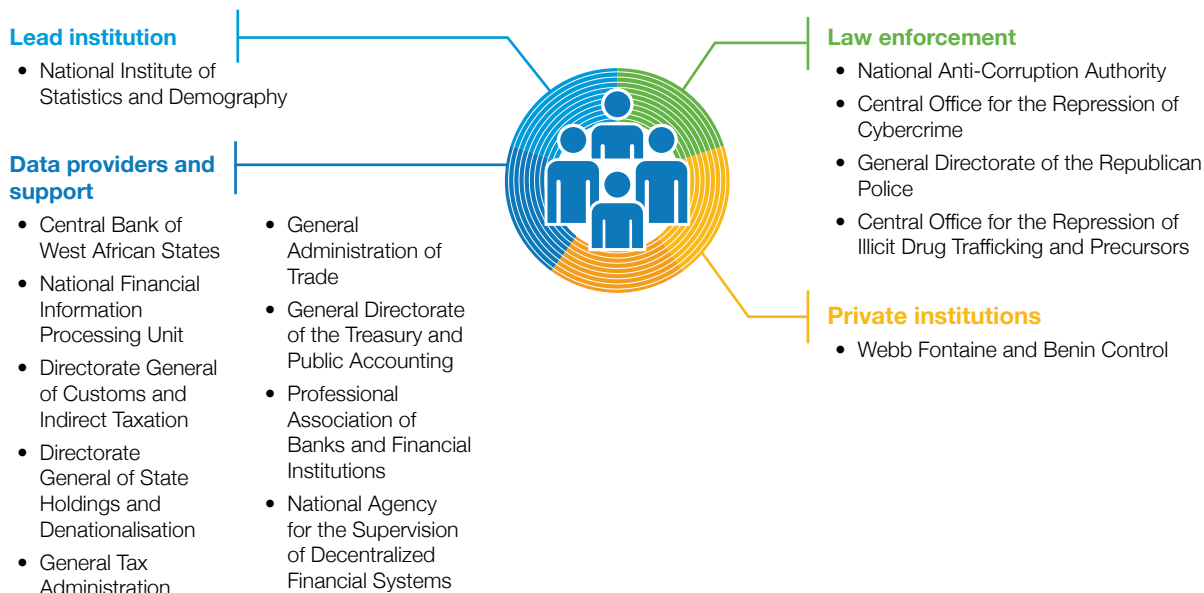 Lead institution
• National Institute of
Statistics and Demography
Data providers and
support
• Central Bank of
West African States
• National Financial
Information
Processing Unit
• Directorate General
of Customs and
Indirect Taxation
• Directorate
General of State
Holdings and
Denationalisation
• General Tax
Administration
• General
Administration of
Trade
• General Directorate
of the Treasury and
Public Accounting
• Professional
Association of
Banks and Financial
Institutions
• National Agency
for the Supervision
of Decentralized
Financial Systems
Law enforcement
• National Anti-Corruption Authority
• Central Office for the Repression of
Cybercrime
• General Directorate of the Republican
Police
• Central Office for the Repression of
Illicit Drug Trafficking and Precursors
Private institutions
• Webb Fontaine and Benin Control